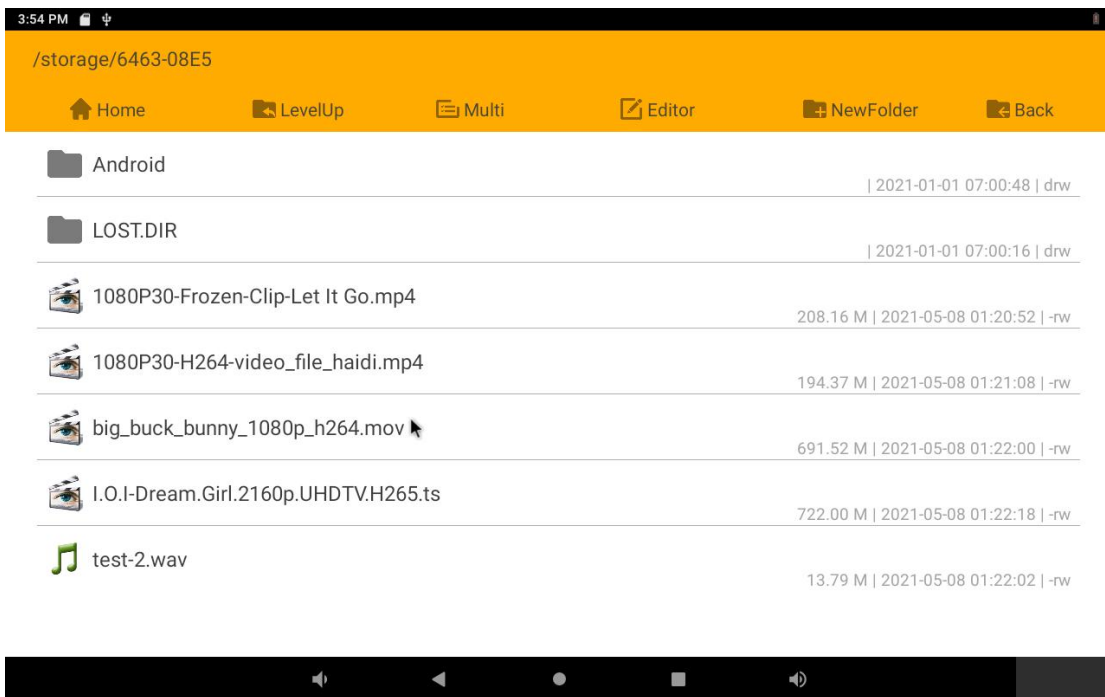 3:54 PM
/storage/6463-08E5
Home LevelUp Multi Editor NewFolder Back
Android
| 2021-01-01 07:00:48 | drw
LOST.DIR
| 2021-01-01 07:00:16 | drw
1080P30-Frozen-Clip-Let It Go.mp4
208.16 M | 2021-05-08 01:20:52 | -rw
1080P30-H264-video_file_haidi.mp4
194.37 M | 2021-05-08 01:21:08 | -rw
big_buck_bunny_1080p_h264.mov
691.52 M | 2021-05-08 01:22:00 | -rw
I.O.I-Dream.Girl.2160p.UHDTV.H265.ts
722.00 M | 2021-05-08 01:22:18 | -rw
test-2.wav
13.79 M | 2021-05-08 01:22:02 | -rw